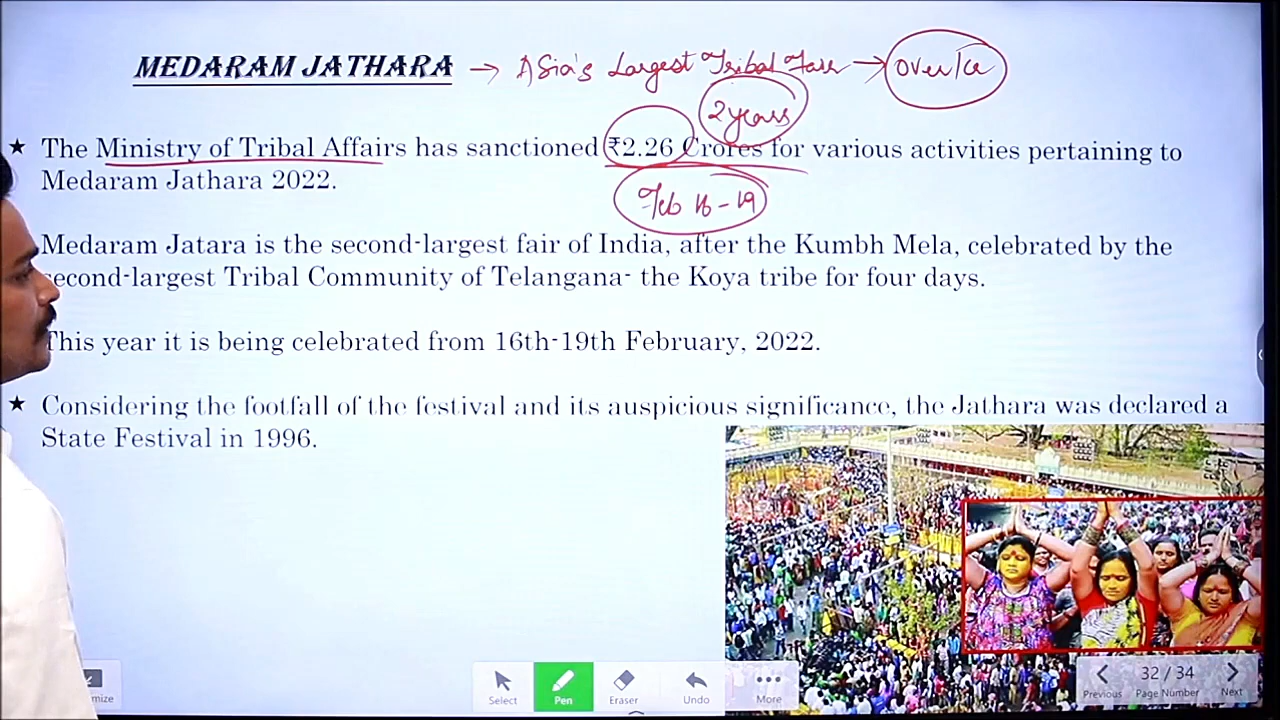 MEDARAM JATHARA → Asia's Largest Tribal Fair → over 1cr
2 years
★ The Ministry of Tribal Affairs has sanctioned ₹2.26 Crores for various activities pertaining to
Medaram Jathara 2022.
Feb 16-19
Medaram Jatara is the second-largest fair of India, after the Kumbh Mela, celebrated by the
second-largest Tribal Community of Telangana- the Koya tribe for four days.
This year it is being celebrated from 16th-19th February, 2022.
★ Considering the footfall of the festival and its auspicious significance, the Jathara was declared a
State Festival in 1996.
mize
Select
Pen
Eraser
Undo
More
Previous
32 / 34
Page Number
Next